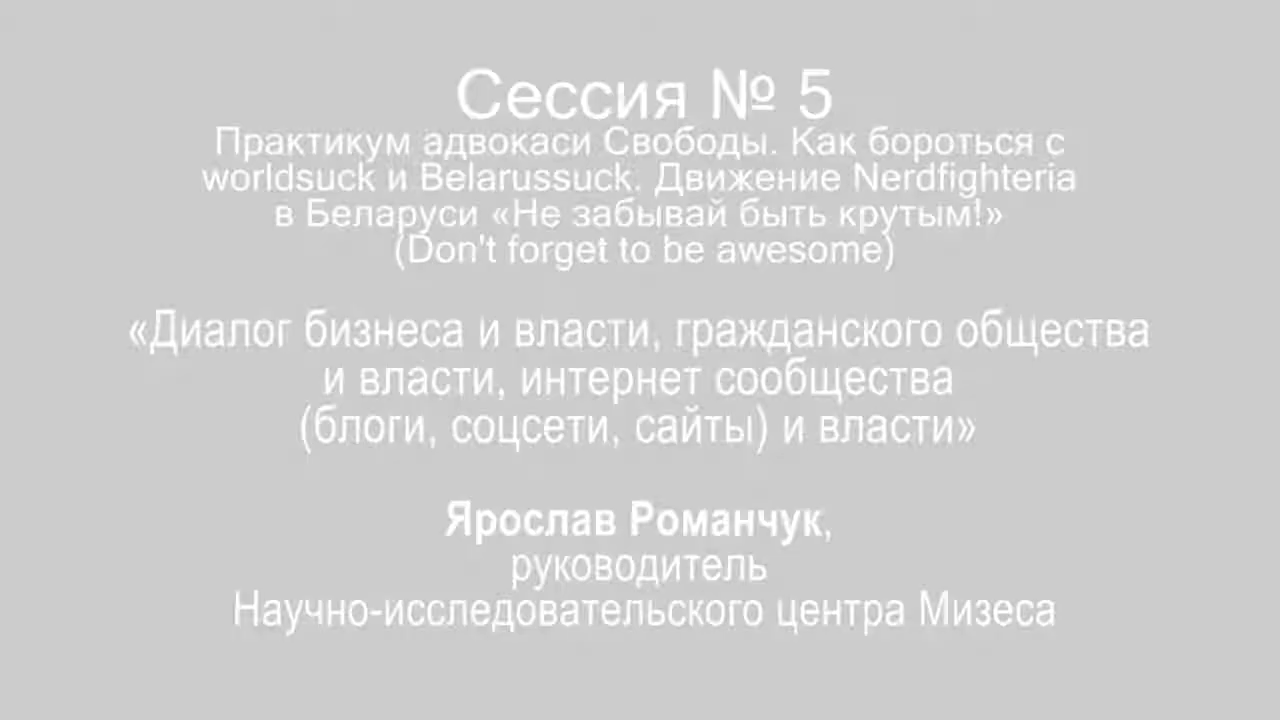 Сессия № 5
Практикум адвокаси Свободы. Как бороться с
worldsuck и Belarussuck. Движение Nerdfighteria
в Беларуси «Не забывай быть крутым!»
(Don't forget to be awesome)
«Диалог бизнеса и власти, гражданского общества
и власти, интернет сообщества
(блоги, соцсети, сайты) и власти»
Ярослав Романчук,
руководитель
Научно-исследовательского центра Мизеса